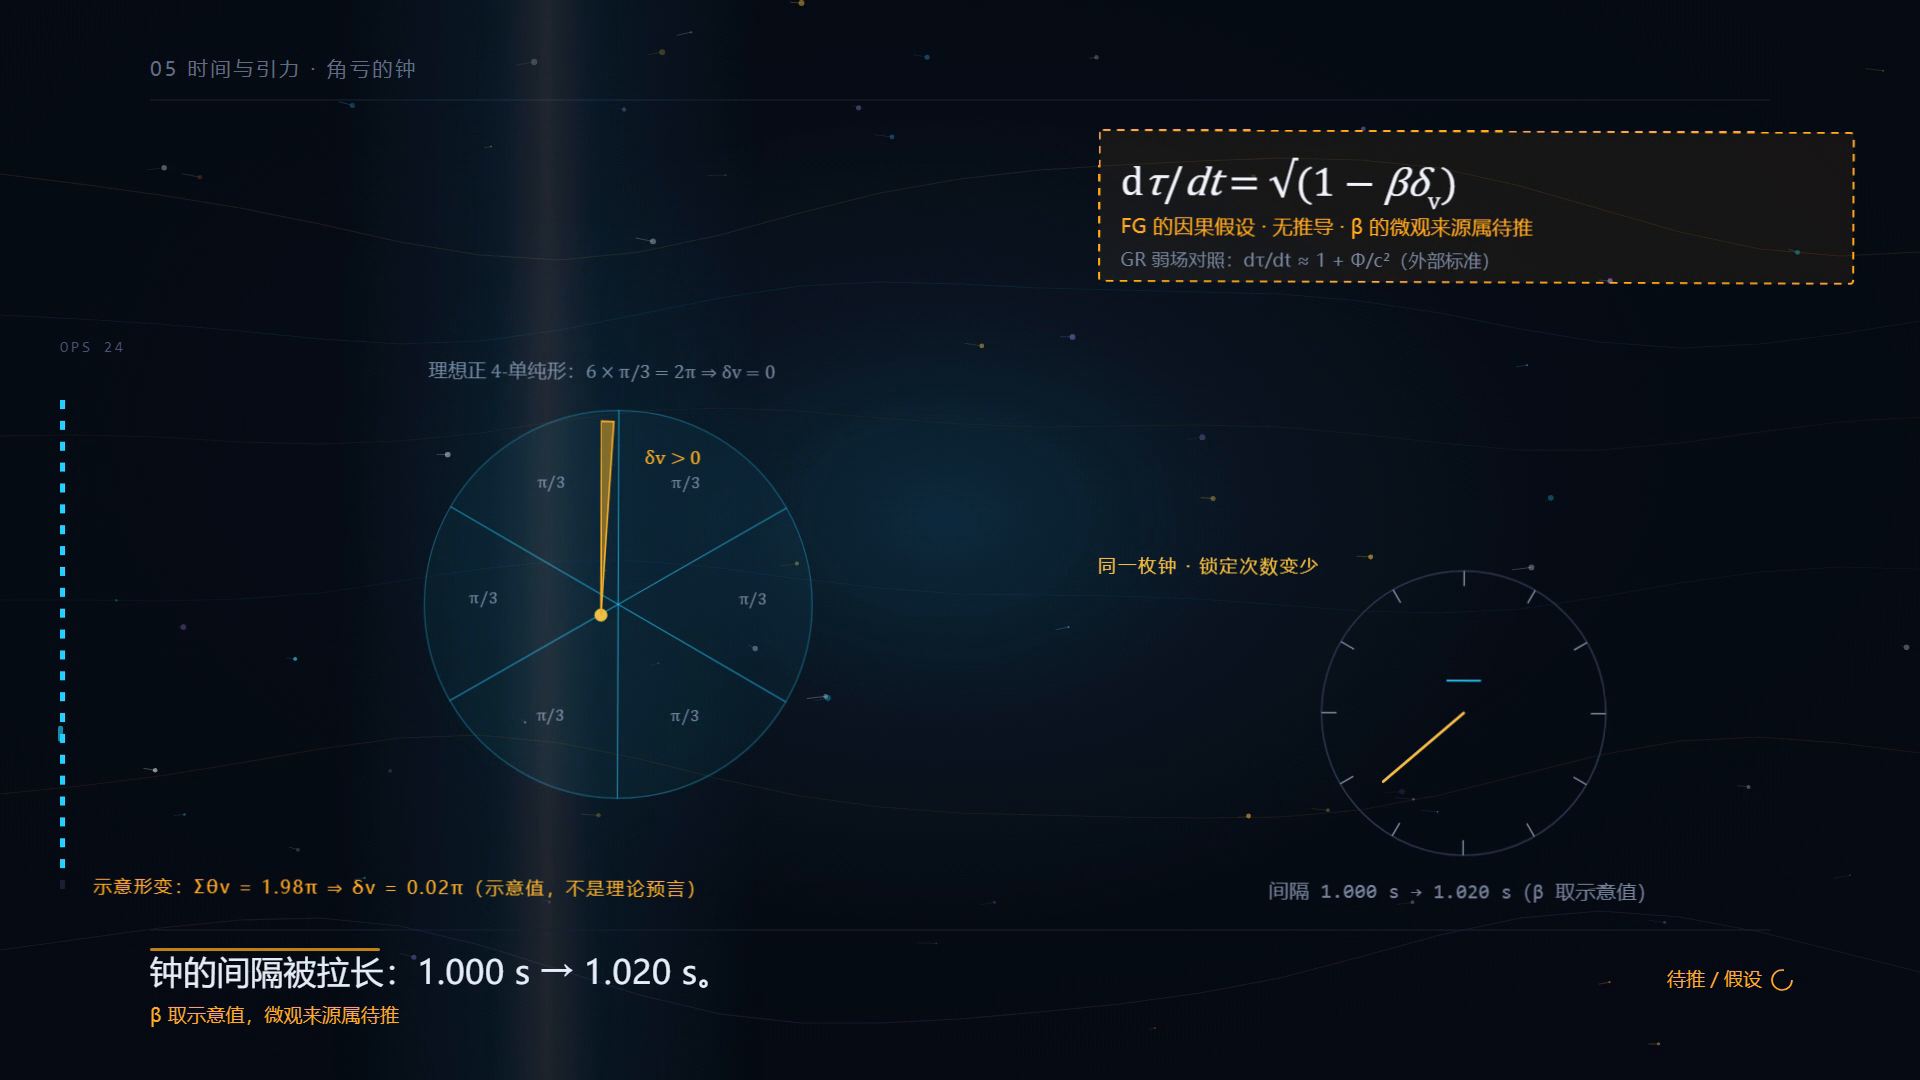 05 时间与引力 · 角亏的钟
dτ/dt = √(1 − βδᵥ)
FG 的因果假设 · 无推导 · β 的微观来源属待推
GR 弱场对照：dτ/dt ≈ 1 + Φ/c²（外部标准）
OPS 24
理想正 4-单纯形：6 × π/3 = 2π ⇒ δv = 0
δv > 0
π/3
π/3
π/3
π/3
π/3
π/3
同一枚钟 · 锁定次数变少
示意形变：Σθv = 1.98π ⇒ δv = 0.02π（示意值，不是理论预言）
间隔 1.000 s → 1.020 s（β 取示意值）
钟的间隔被拉长：1.000 s → 1.020 s。
β 取示意值，微观来源属待推
待推 / 假设